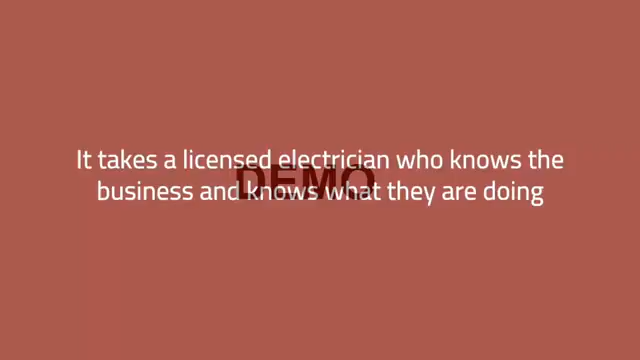 It takes a licensed electrician who knows the
business and knows what they are doing
DEMO